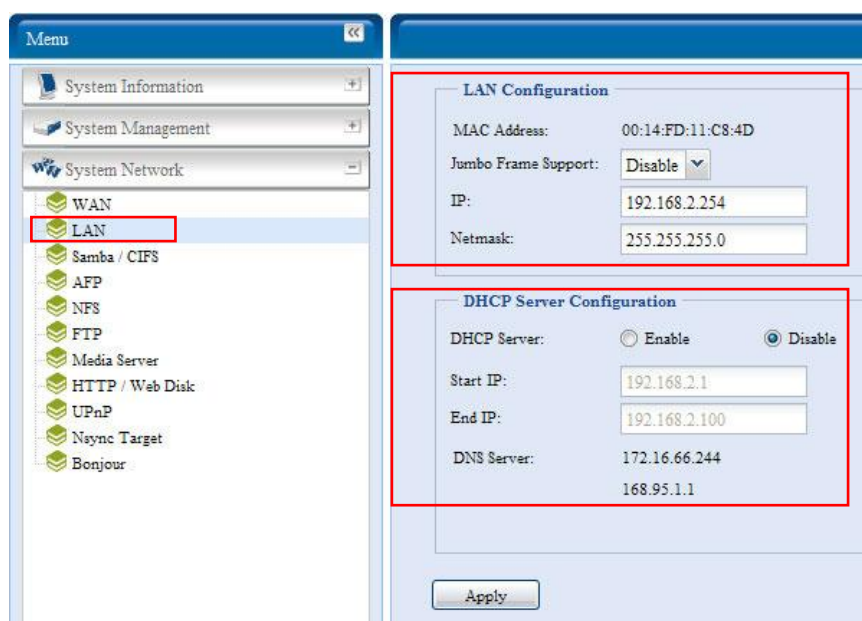 Menu
System Information
System Management
System Network
WAN
LAN
Samba / CIFS
AFP
NFS
FTP
Media Server
HTTP / Web Disk
UPnP
Nsync Target
Bonjour
LAN Configuration
MAC Address: 00:14:FD:11:C8:4D
Jumbo Frame Support: Disable
IP: 192.168.2.254
Netmask: 255.255.255.0
DHCP Server Configuration
DHCP Server: Enable Disable
Start IP: 192.168.2.1
End IP: 192.168.2.100
DNS Server: 172.16.66.244
168.95.1.1
Apply